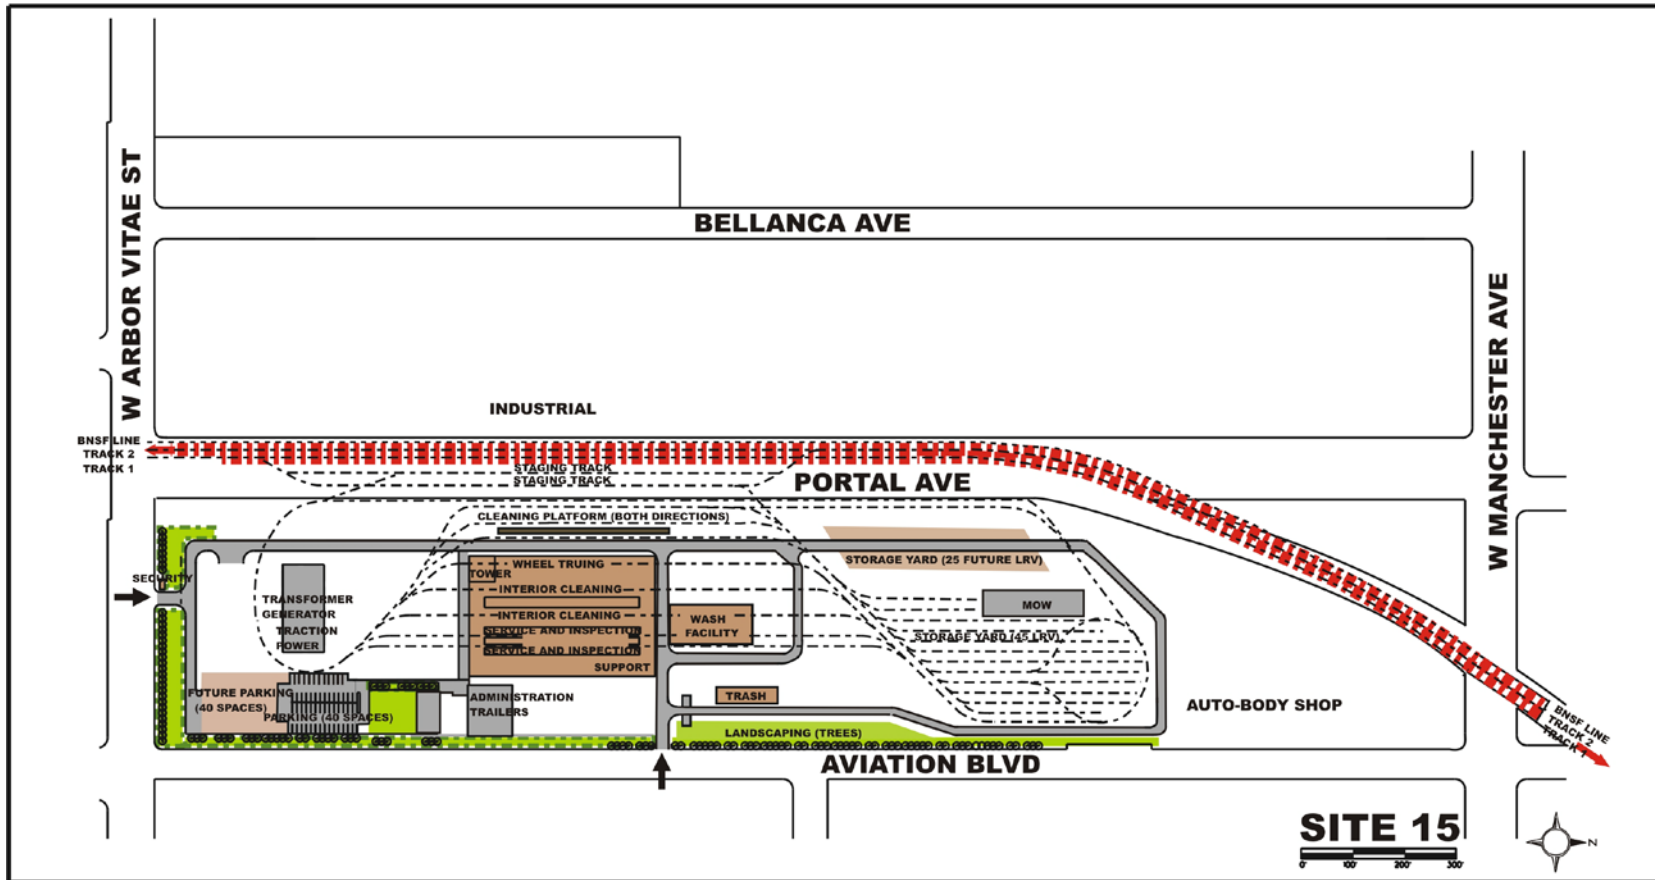 W ARBOR VITAE ST
BELLANCA AVE
W MANCHESTER AVE
INDUSTRIAL
BNSF LINE
TRACK 2
TRACK 1
STAGING TRACK
STAGING TRACK
PORTAL AVE
CLEANING PLATFORM (BOTH DIRECTIONS)
STORAGE YARD (25 FUTURE LRV)
WHEEL TRUING
TOWER
SECURITY
INTERIOR CLEANING
INTERIOR CLEANING
SERVICE AND INSPECTION
SERVICE AND INSPECTION
SUPPORT
TRANSFORMER
GENERATOR
TRACTION
POWER
WASH
FACILITY
MOW
STORAGE YARD (45 LRV)
FUTURE PARKING
(40 SPACES)
PARKING (40 SPACES)
ADMINISTRATION
TRAILERS
TRASH
LANDSCAPING (TREES)
AUTO-BODY SHOP
BNSF LINE
TRACK 2
TRACK 1
AVIATION BLVD
SITE 15
0' 100' 200' 300'
N